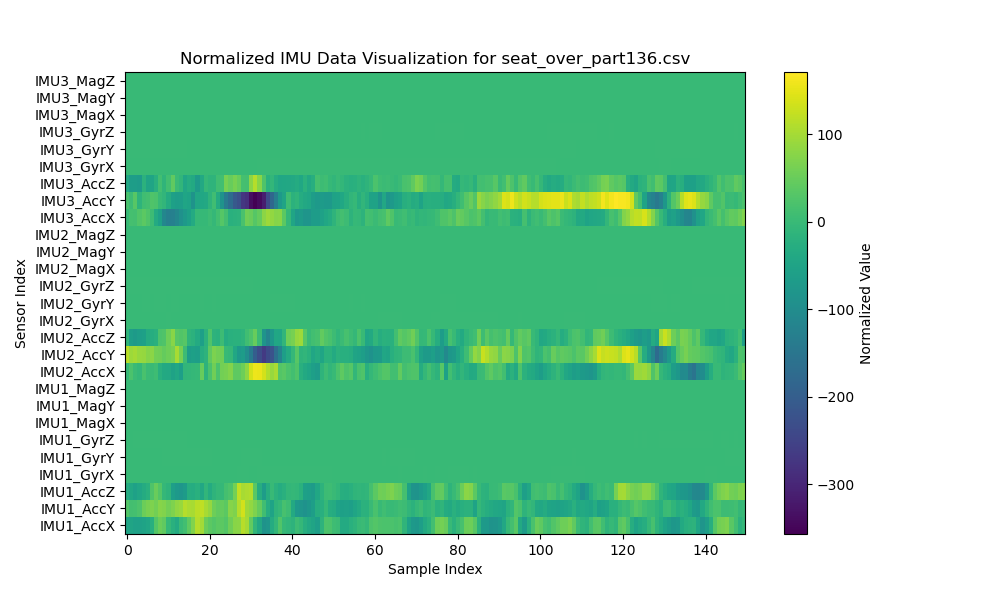 Normalized IMU Data Visualization for seat_over_part136.csv
IMU3_MagZ
IMU3_MagY
IMU3_MagX
IMU3_GyrZ
IMU3_GyrY
IMU3_GyrX
IMU3_AccZ
IMU3_AccY
IMU3_AccX
IMU2_MagZ
IMU2_MagY
IMU2_MagX
IMU2_GyrZ
IMU2_GyrY
IMU2_GyrX
IMU2_AccZ
IMU2_AccY
IMU2_AccX
IMU1_MagZ
IMU1_MagY
IMU1_MagX
IMU1_GyrZ
IMU1_GyrY
IMU1_GyrX
IMU1_AccZ
IMU1_AccY
IMU1_AccX
Sensor Index
0 20 40 60 80 100 120 140
Sample Index
100
0
−100
−200
−300
Normalized Value